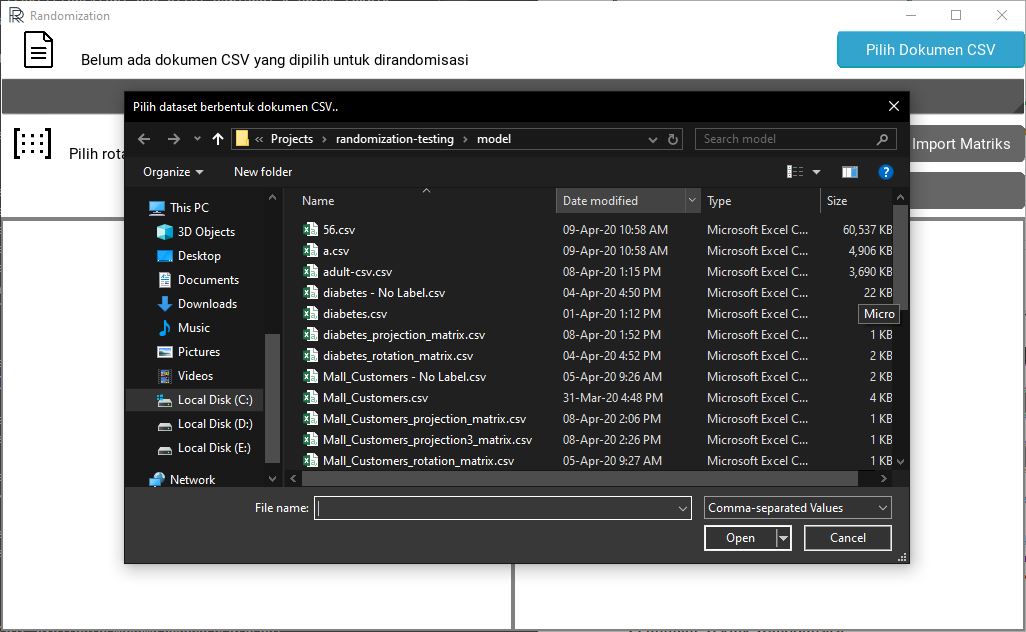 Randomization
Belum ada dokumen CSV yang dipilih untuk dirandomisasi
Pilih Dokumen CSV
Pilih dataset berbentuk dokumen CSV..
Pilih rota
Import Matriks
« Projects › randomization-testing › model
Search model
Organize
New folder
This PC
3D Objects
Desktop
Documents
Downloads
Music
Pictures
Videos
Local Disk (C:)
Local Disk (D:)
Local Disk (E:)
Network
Name Date modified Type Size
56.csv 09-Apr-20 10:58 AM Microsoft Excel C... 60,537 KB
a.csv 09-Apr-20 10:58 AM Microsoft Excel C... 4,906 KB
adult-csv.csv 08-Apr-20 1:15 PM Microsoft Excel C... 3,690 KB
diabetes - No Label.csv 04-Apr-20 4:50 PM Microsoft Excel C... 22 KB
diabetes.csv 01-Apr-20 1:12 PM Microsoft Excel C... Micro
diabetes_projection_matrix.csv 08-Apr-20 1:52 PM Microsoft Excel C... 1 KB
diabetes_rotation_matrix.csv 04-Apr-20 4:52 PM Microsoft Excel C... 2 KB
Mall_Customers - No Label.csv 05-Apr-20 9:26 AM Microsoft Excel C... 2 KB
Mall_Customers.csv 31-Mar-20 4:48 PM Microsoft Excel C... 4 KB
Mall_Customers_projection_matrix.csv 08-Apr-20 2:06 PM Microsoft Excel C... 1 KB
Mall_Customers_projection3_matrix.csv 08-Apr-20 2:26 PM Microsoft Excel C... 1 KB
Mall_Customers_rotation_matrix.csv 05-Apr-20 9:27 AM Microsoft Excel C... 1 KB
File name:
Comma-separated Values
Open
Cancel